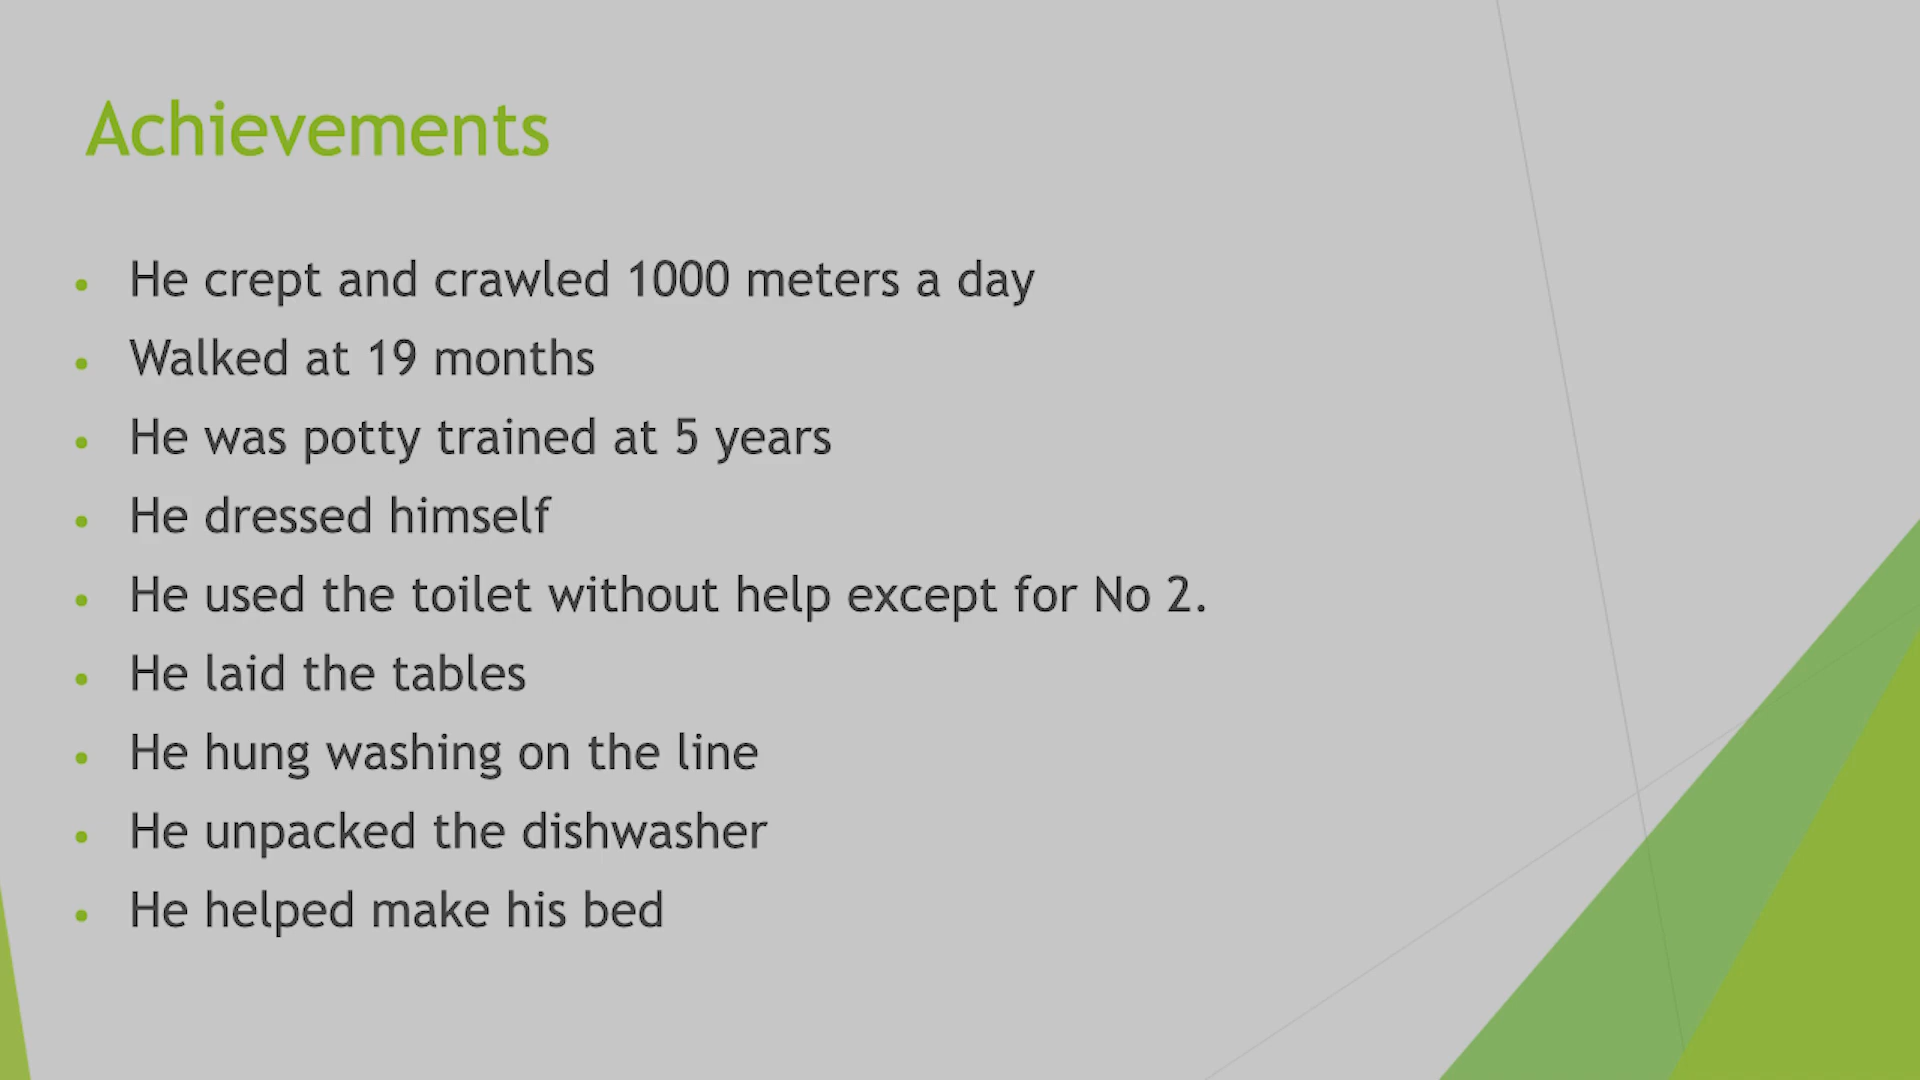 Achievements
• He crept and crawled 1000 meters a day
• Walked at 19 months
• He was potty trained at 5 years
• He dressed himself
• He used the toilet without help except for No 2.
• He laid the tables
• He hung washing on the line
• He unpacked the dishwasher
• He helped make his bed